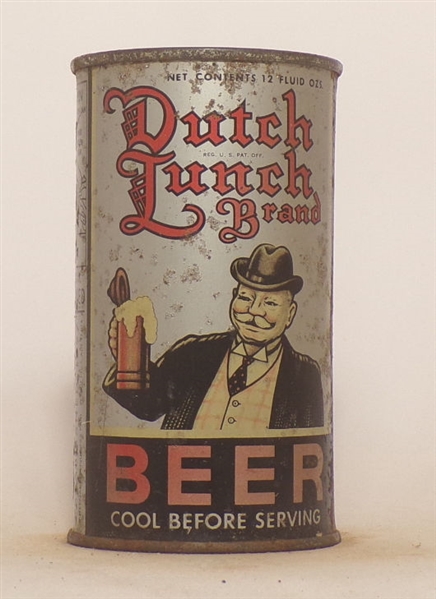 NET CONTENTS 12 FLUID OZS.
Dutch
REG. U. S. PAT. OFF.
Lunch
Brand
BEER
COOL BEFORE SERVING